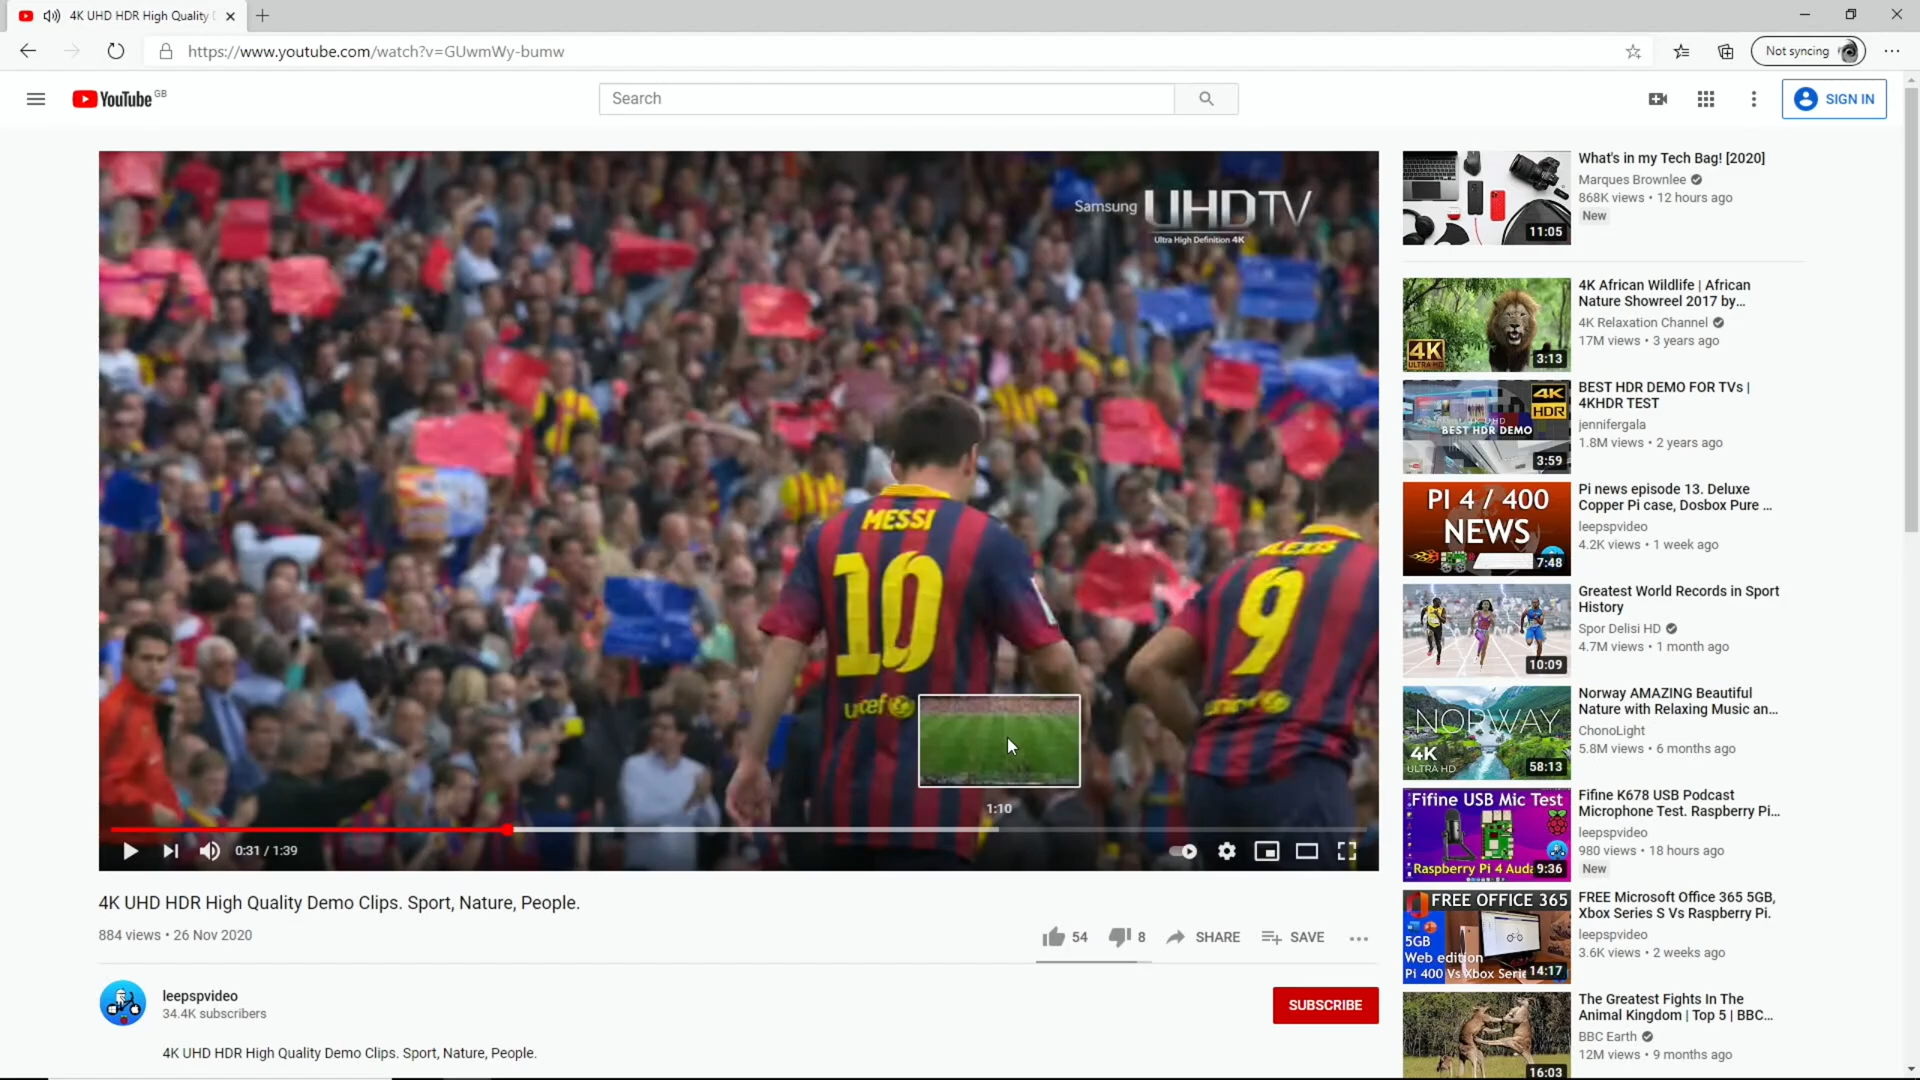 4K UHD HDR High Quality
https://www.youtube.com/watch?v=GUwmWy-bumw
Not syncing
YouTube GB
Search
SIGN IN
Samsung UHDTV
Ultra High Definition 4K
MESSI
10
unicef
ALEXIS
9
unicef
1:10
0:31 / 1:39
4K UHD HDR High Quality Demo Clips. Sport, Nature, People.
884 views • 26 Nov 2020
54
8
SHARE
SAVE
leepspvideo
34.4K subscribers
SUBSCRIBE
4K UHD HDR High Quality Demo Clips. Sport, Nature, People.
11:05
What's in my Tech Bag! [2020]
Marques Brownlee
868K views • 12 hours ago
New
4K
ULTRA HD
3:13
4K African Wildlife | African
Nature Showreel 2017 by...
4K Relaxation Channel
17M views • 3 years ago
4K
HDR
BEST HDR DEMO
3:59
BEST HDR DEMO FOR TVs |
4KHDR TEST
jennifergala
1.8M views • 2 years ago
PI 4 / 400
NEWS
7:48
Pi news episode 13. Deluxe
Copper Pi case, Dosbox Pure ...
leepspvideo
4.2K views • 1 week ago
10:09
Greatest World Records in Sport
History
Spor Delisi HD
4.7M views • 1 month ago
NORWAY
4K
ULTRA HD
58:13
Norway AMAZING Beautiful
Nature with Relaxing Music an...
ChonoLight
5.8M views • 6 months ago
Fifine USB Mic Test
Raspberry Pi 4 Auda
9:36
Fifine K678 USB Podcast
Microphone Test. Raspberry Pi...
leepspvideo
980 views • 18 hours ago
New
FREE OFFICE 365
5GB
Web edition
Pi 400 Vs Xbox Serie
14:17
FREE Microsoft Office 365 5GB,
Xbox Series S Vs Raspberry Pi.
leepspvideo
3.6K views • 2 weeks ago
16:03
The Greatest Fights In The
Animal Kingdom | Top 5 | BBC...
BBC Earth
12M views • 9 months ago